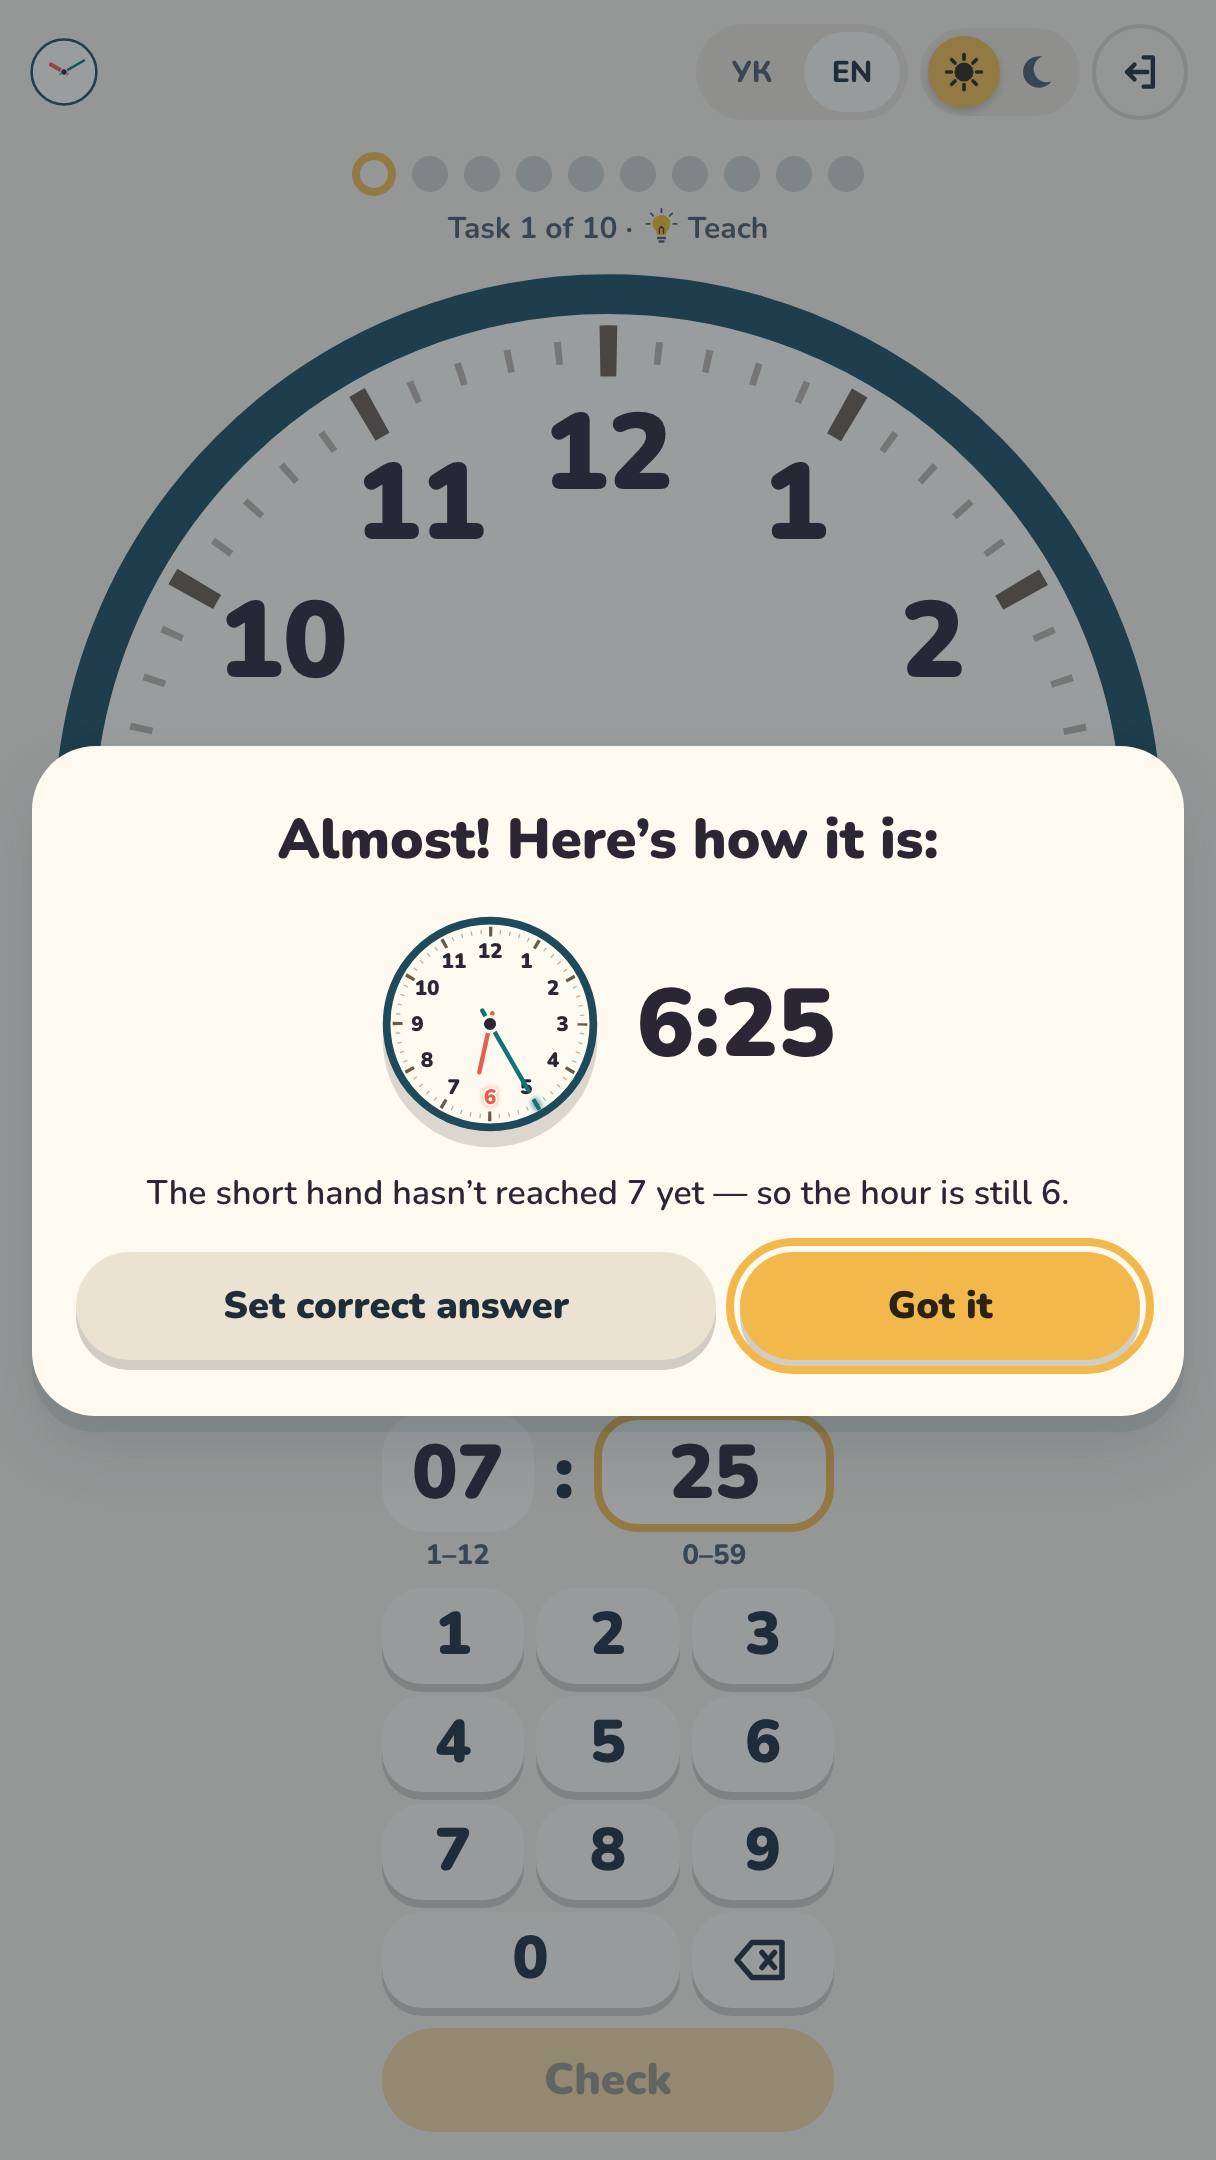 УК EN
Task 1 of 10 · Teach
12
11 1
10 2
Almost! Here’s how it is:
12
11 1
10 2
9 3
8 4
7 5
6
6:25
The short hand hasn’t reached 7 yet — so the hour is still 6.
Set correct answer Got it
07 : 25
1–12 0–59
1 2 3
4 5 6
7 8 9
0
Check